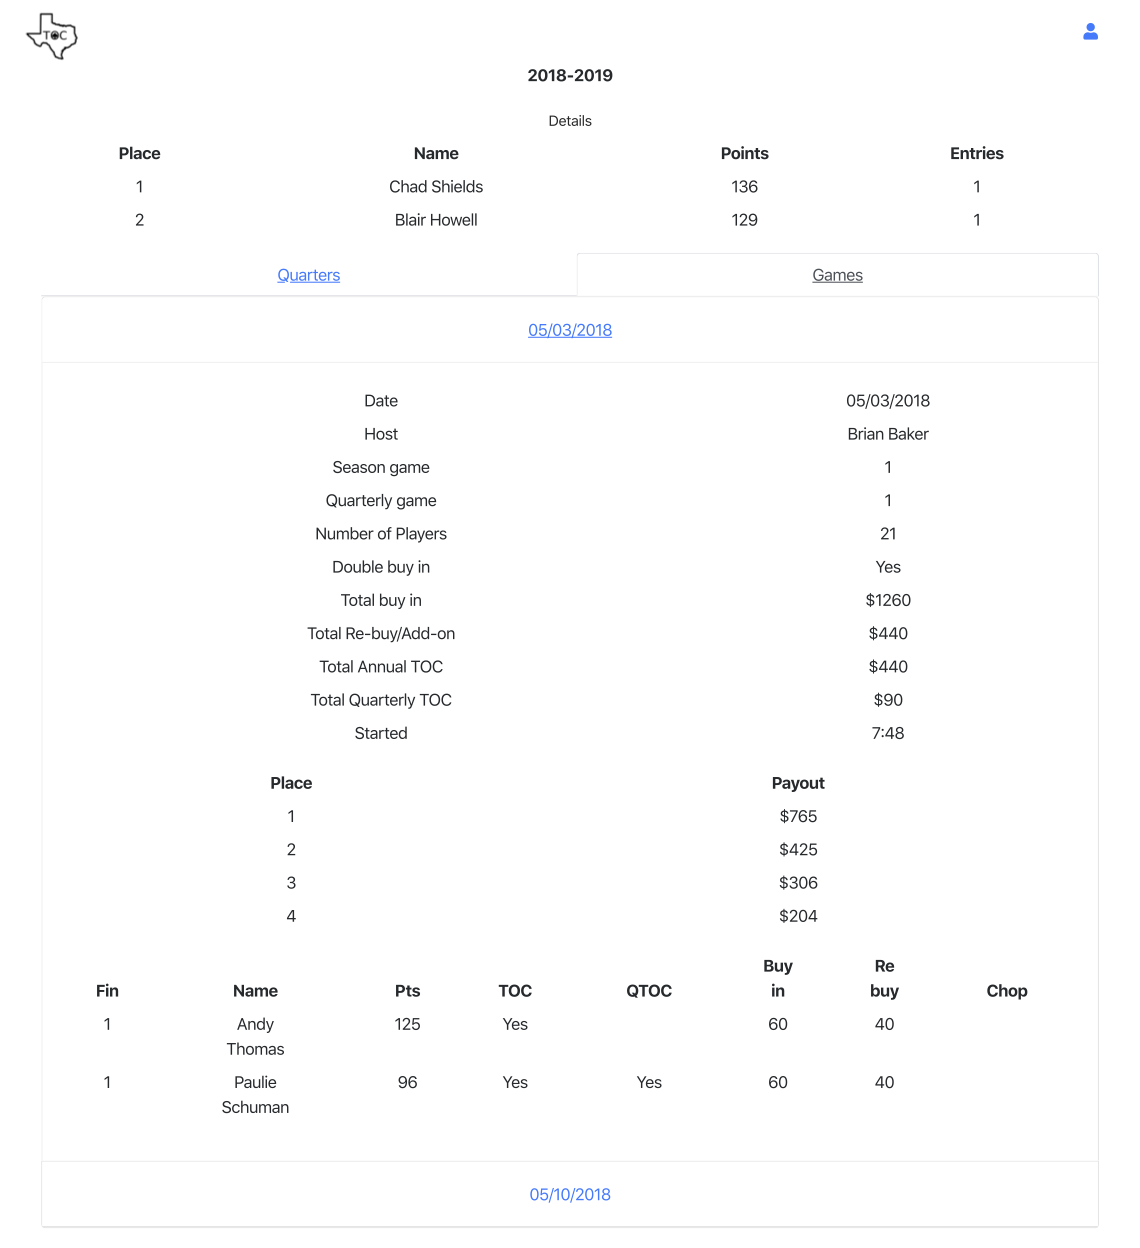 TOC
2018-2019
Details
Place Name Points Entries
1 Chad Shields 136 1
2 Blair Howell 129 1
Quarters Games
05/03/2018
Date 05/03/2018
Host Brian Baker
Season game 1
Quarterly game 1
Number of Players 21
Double buy in Yes
Total buy in $1260
Total Re-buy/Add-on $440
Total Annual TOC $440
Total Quarterly TOC $90
Started 7:48
Place Payout
1 $765
2 $425
3 $306
4 $204
Buy Re
Fin Name Pts TOC QTOC in buy Chop
1 Andy 125 Yes 60 40
Thomas
1 Paulie 96 Yes Yes 60 40
Schuman
05/10/2018